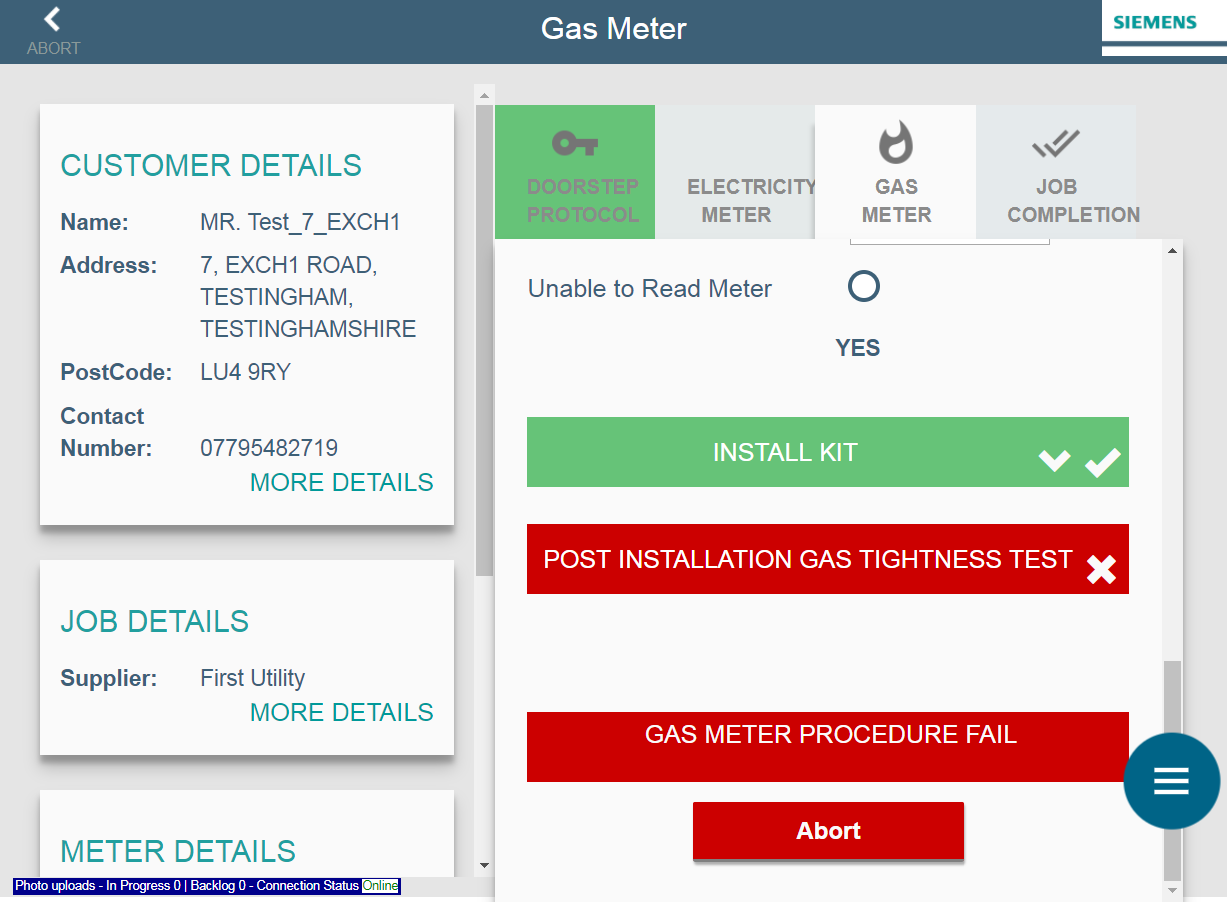 ABORT
Gas Meter
SIEMENS
CUSTOMER DETAILS
Name: MR. Test_7_EXCH1
Address: 7, EXCH1 ROAD,
TESTINGHAM,
TESTINGHAMSHIRE
PostCode: LU4 9RY
Contact
Number: 07795482719
MORE DETAILS
JOB DETAILS
Supplier: First Utility
MORE DETAILS
METER DETAILS
DOORSTEP
PROTOCOL
ELECTRICITY
METER
GAS
METER
JOB
COMPLETION
Unable to Read Meter
YES
INSTALL KIT
POST INSTALLATION GAS TIGHTNESS TEST
GAS METER PROCEDURE FAIL
Abort
Photo uploads - In Progress 0 | Backlog 0 - Connection Status Online